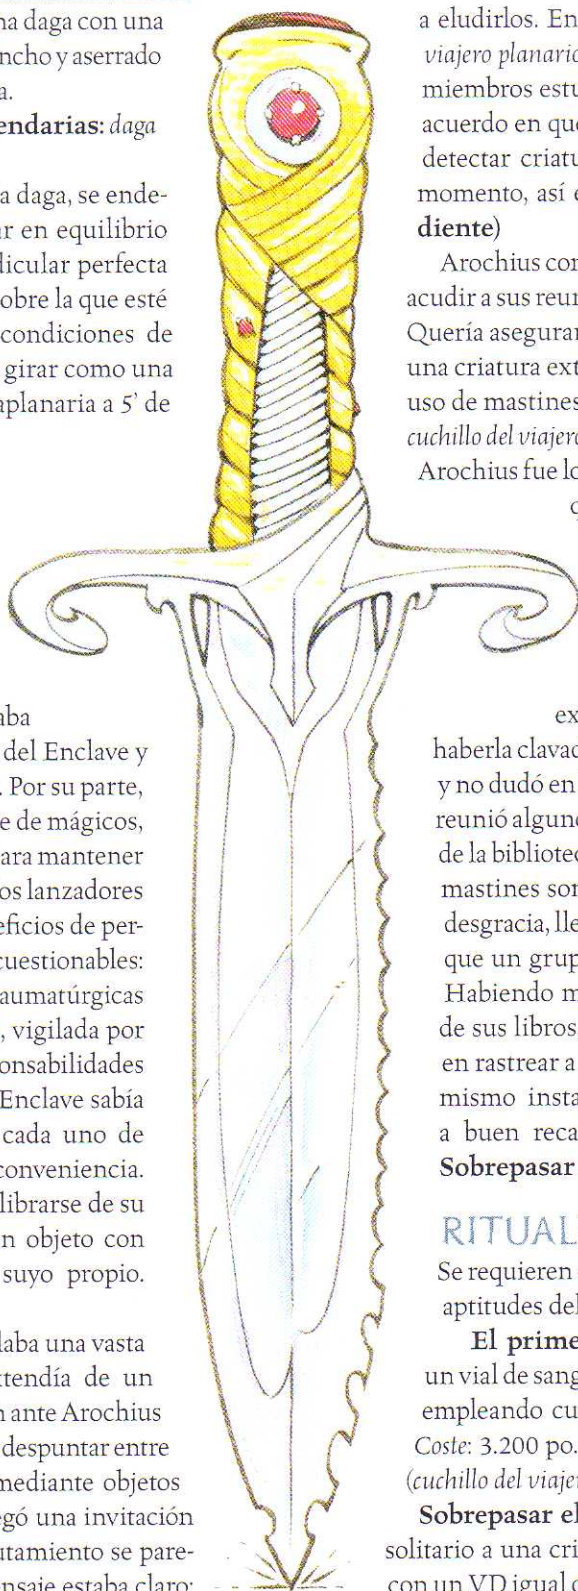 na daga con una
ncho y aserrado
a.
endarias: daga
a daga, se ende-
r en equilibrio
dicular perfecta
obre la que esté
condiciones de
girar como una
aplanaria a 5' de
aba
del Enclave y
. Por su parte,
e de mágicos,
ara mantener
os lanzadores
eficios de per-
cuestionables:
aumatúrgicas
, vigilada por
onsabilidades
Enclave sabía
cada uno de
conveniencia.
librarse de su
n objeto con
suyo propio.
laba una vasta
xtendía de un
n ante Arochius
despuntar entre
mediante objetos
egó una invitación
utamiento se pare-
nsaje estaba claro:
a eludirlos. En
viajero planario
miembros estu
acuerdo en que
detectar criatu
momento, así e
diente)
Arochius con
acudir a sus reun
Quería asegurar
una criatura ext
uso de mastines
cuchillo del viajero
Arochius fue lo
q
ex
haberla clavad
y no dudó en
reunió alguno
de la bibliotec
mastines son
desgracia, lle
que un grup
Habiendo m
de sus libros
en rastrear a
mismo insta
a buen reca
Sobrepasar
RITUAL
Se requieren
aptitudes del
El prime
un vial de sang
empleando cu
Coste: 3.200 po.
(cuchillo del viaje
Sobrepasar el
solitario a una cri
con un VD igual o